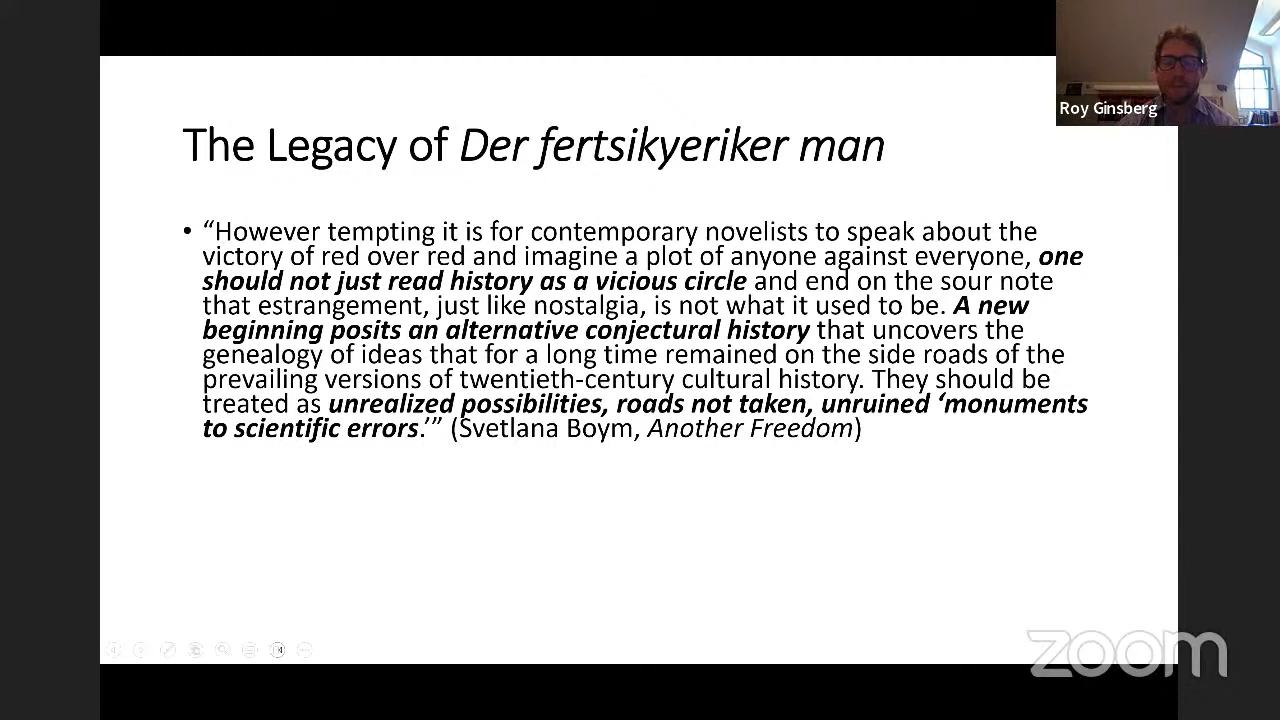 Roy Ginsberg
The Legacy of Der fertsikyeriker man
• “However tempting it is for contemporary novelists to speak about the
victory of red over red and imagine a plot of anyone against everyone, one
should not just read history as a vicious circle and end on the sour note
that estrangement, just like nostalgia, is not what it used to be. A new
beginning posits an alternative conjectural history that uncovers the
genealogy of ideas that for a long time remained on the side roads of the
prevailing versions of twentieth-century cultural history. They should be
treated as unrealized possibilities, roads not taken, unruined ‘monuments
to scientific errors.’” (Svetlana Boym, Another Freedom)
zoom